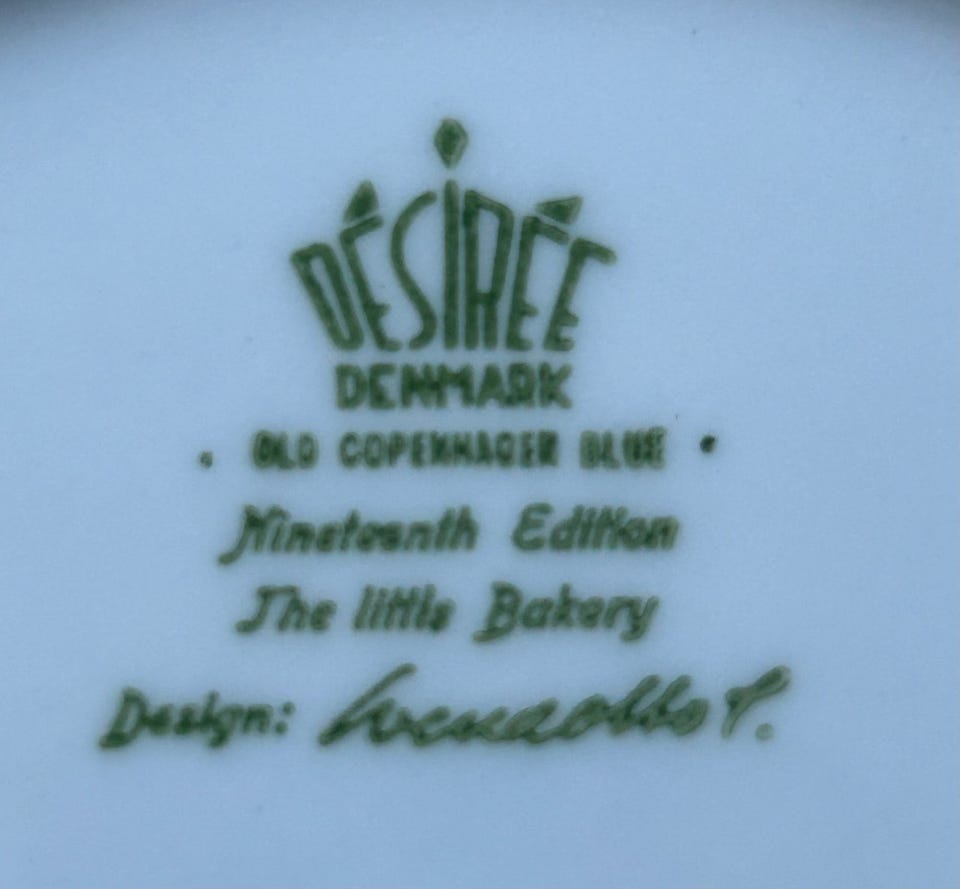 DÉSIRÉE
DENMARK
· OLD COPENHAGEN BLUE ·
Nineteenth Edition
The little Bakery
Design: